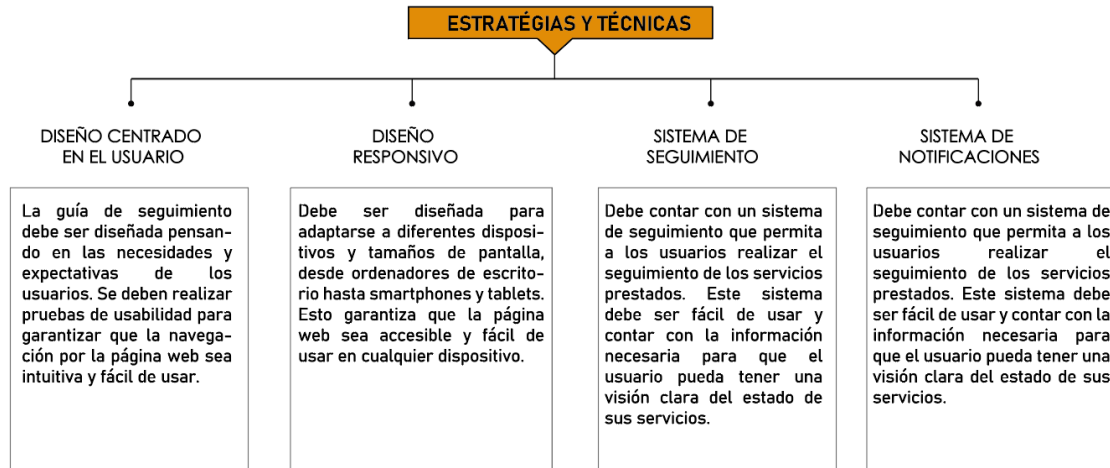 ESTRATÉGIAS Y TÉCNICAS
DISEÑO CENTRADO
EN EL USUARIO
La guía de seguimiento
debe ser diseñada pensan-
do en las necesidades y
expectativas de los
usuarios. Se deben realizar
pruebas de usabilidad para
garantizar que la navega-
ción por la página web sea
intuitiva y fácil de usar.
DISEÑO
RESPONSIVO
Debe ser diseñada para
adaptarse a diferentes disposi-
tivos y tamaños de pantalla,
desde ordenadores de escrito-
rio hasta smartphones y tablets.
Esto garantiza que la página
web sea accesible y fácil de
usar en cualquier dispositivo.
SISTEMA DE
SEGUIMIENTO
Debe contar con un sistema
de seguimiento que permita
a los usuarios realizar el
seguimiento de los servicios
prestados. Este sistema
debe ser fácil de usar y
contar con la información
necesaria para que el
usuario pueda tener una
visión clara del estado de
sus servicios.
SISTEMA DE
NOTIFICACIONES
Debe contar con un sistema de
seguimiento que permita a los
usuarios realizar el
seguimiento de los servicios
prestados. Este sistema debe
ser fácil de usar y contar con la
información necesaria para
que el usuario pueda tener una
visión clara del estado de sus
servicios.